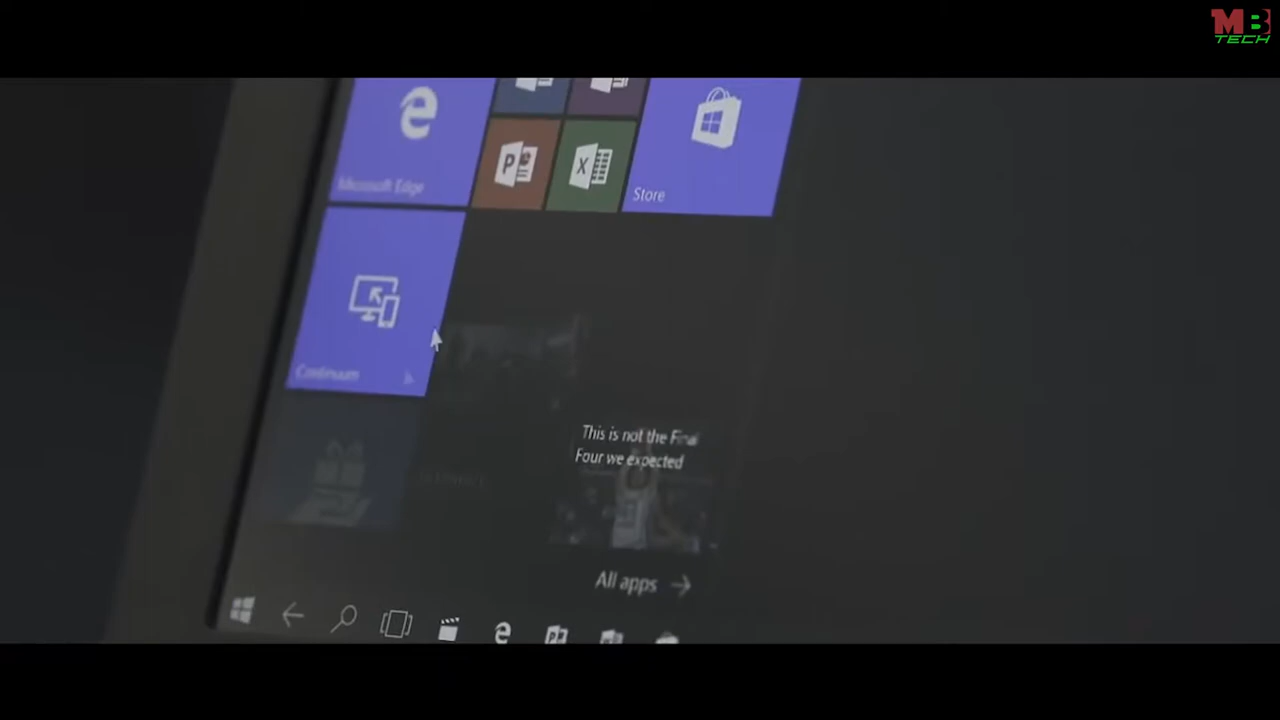 MB
TECH
Microsoft Edge
Store
Continuum
This is not the Final
Four we expected
All apps